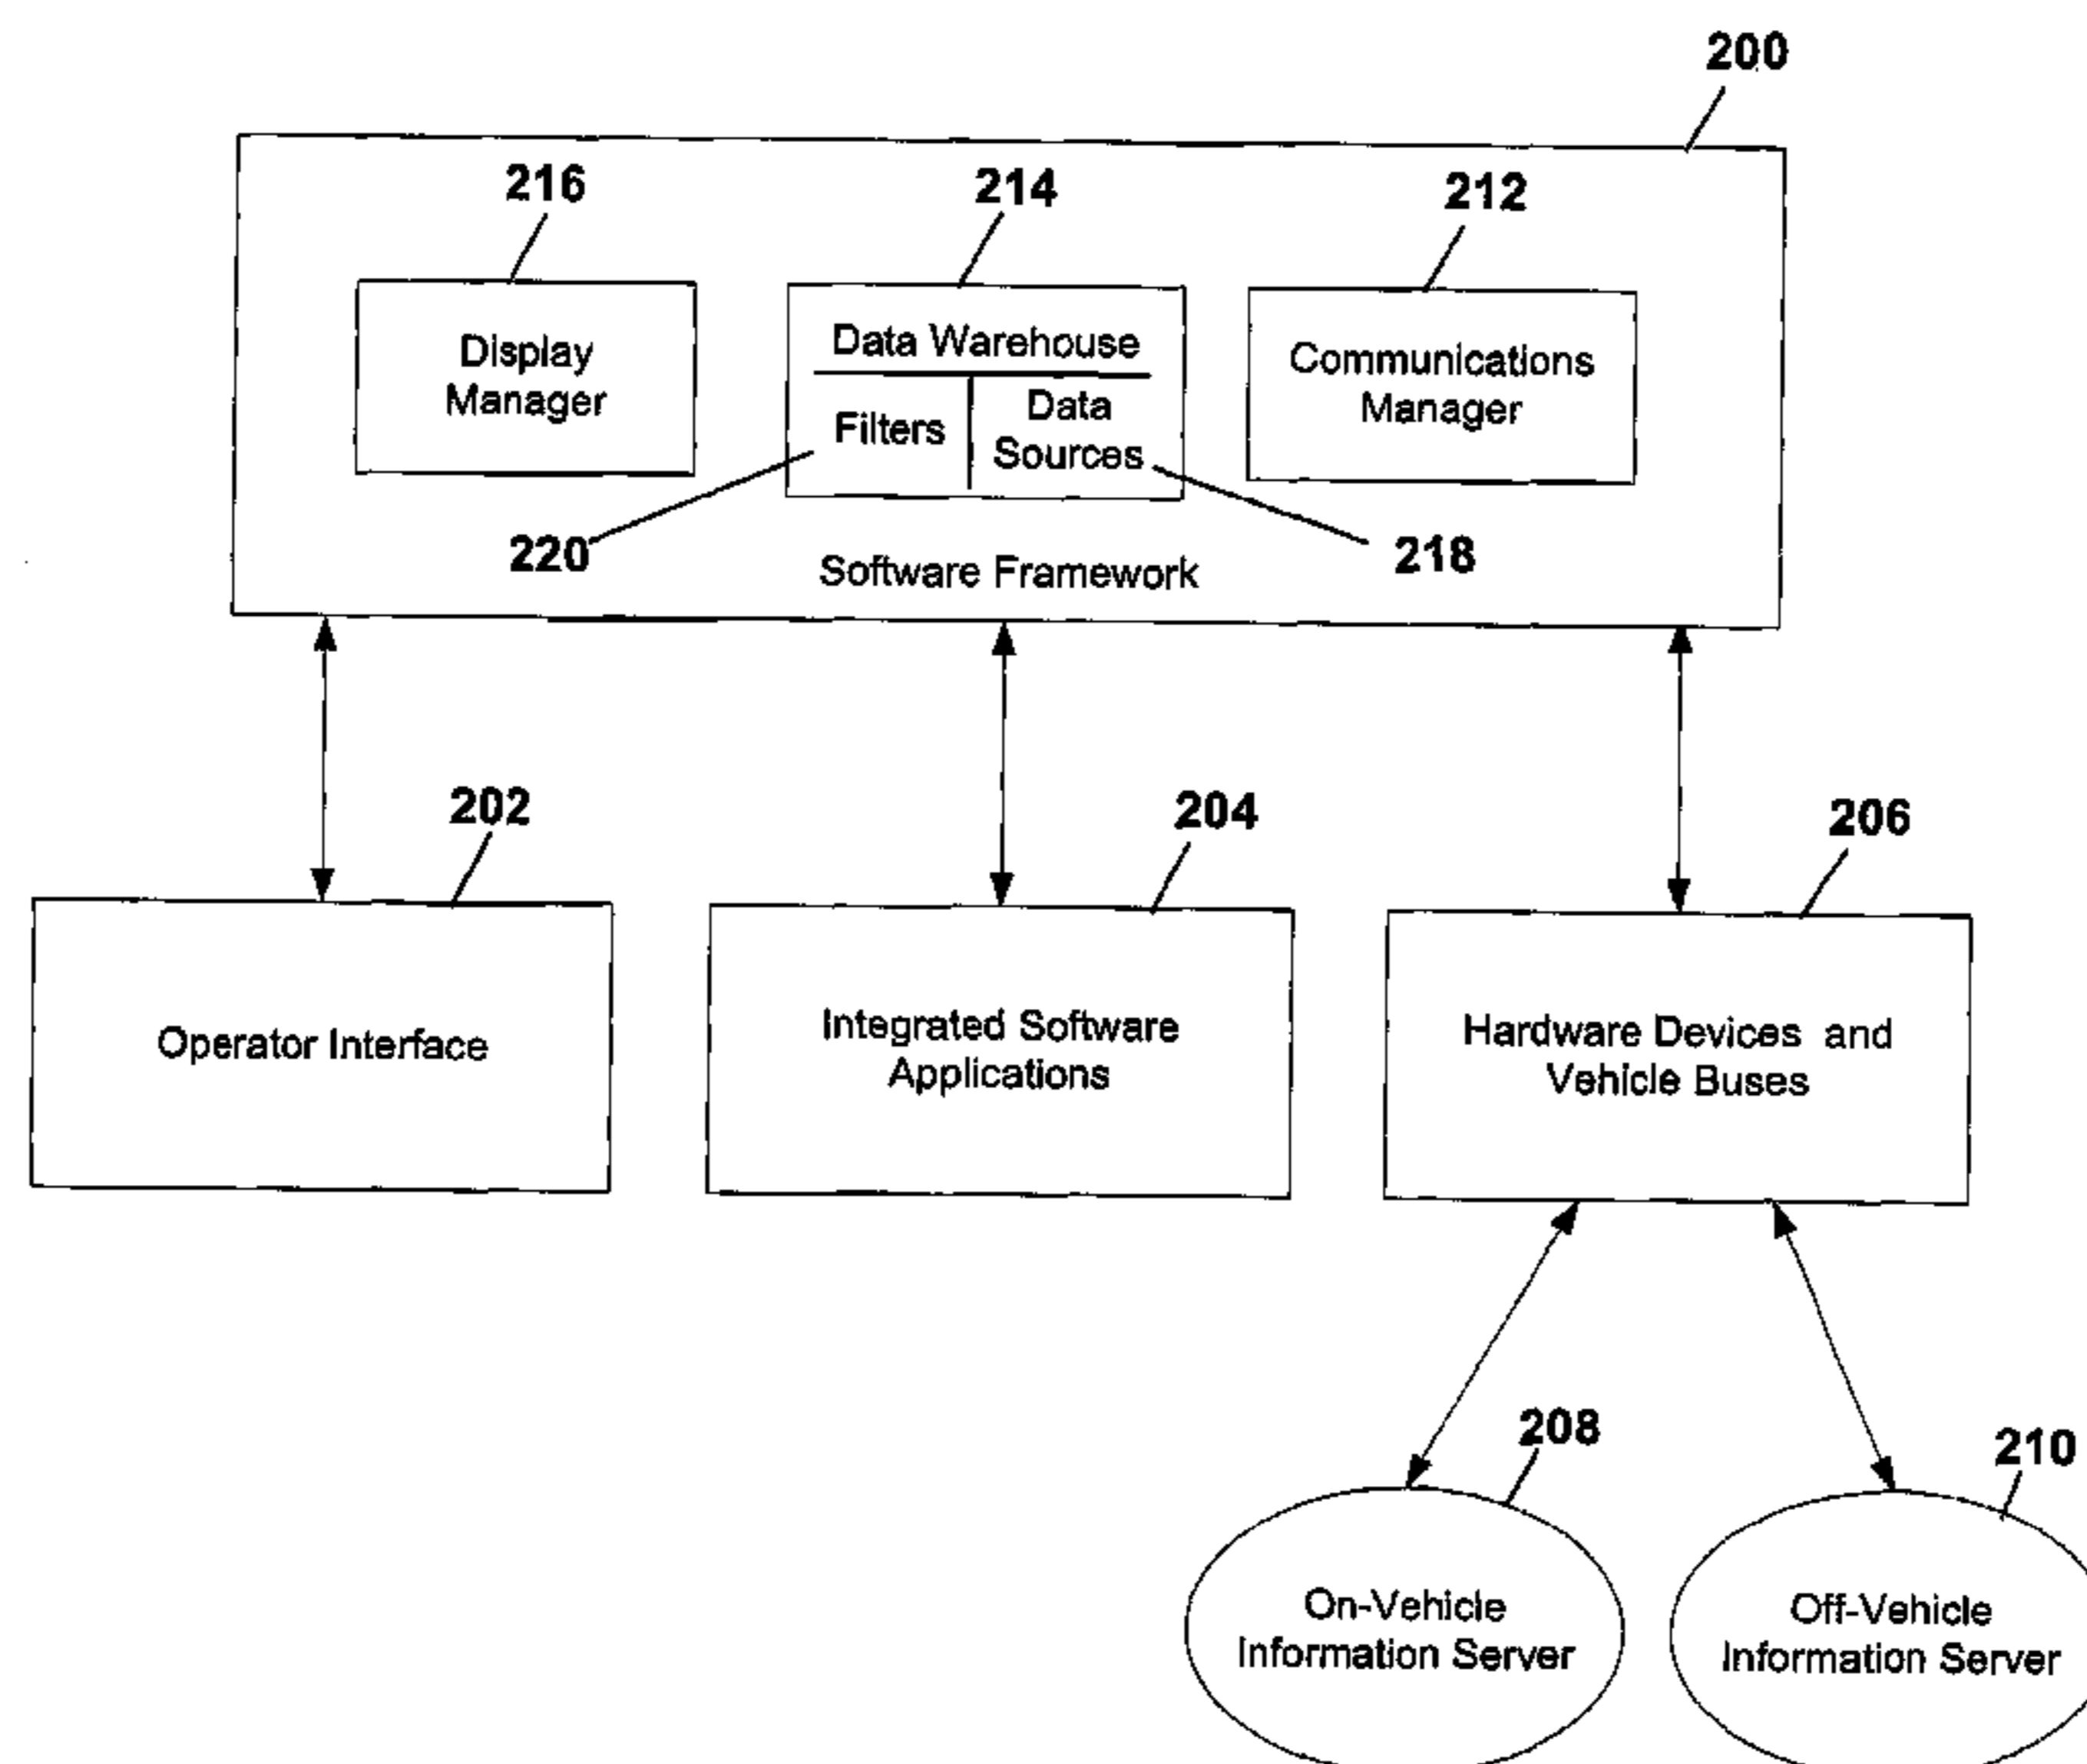 200
216
214
212
Display
Manager
Data Warehouse
Filters
Data
Sources
Communications
Manager
220
218
Software Framework
202
204
206
Operator Interface
Integrated Software
Applications
Hardware Devices and
Vehicle Buses
208
210
On-Vehicle
Information Server
Off-Vehicle
Information Server